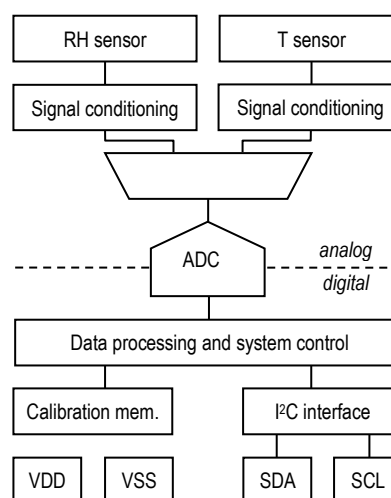 RH sensor
T sensor
Signal conditioning
Signal conditioning
ADC
analog
digital
Data processing and system control
Calibration mem.
I²C interface
VDD
VSS
SDA
SCL